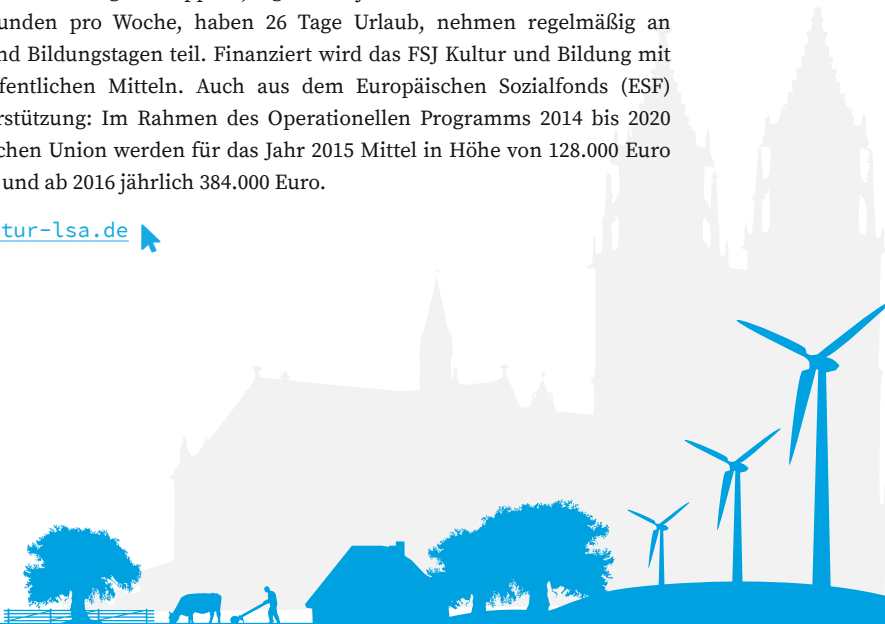 unden pro Woche, haben 26 Tage Urlaub, nehmen regelmäßig an
nd Bildungstagen teil. Finanziert wird das FSJ Kultur und Bildung mit
fentlichen Mitteln. Auch aus dem Europäischen Sozialfonds (ESF)
rstützung: Im Rahmen des Operationellen Programms 2014 bis 2020
chen Union werden für das Jahr 2015 Mittel in Höhe von 128.000 Euro
und ab 2016 jährlich 384.000 Euro.
tur-lsa.de